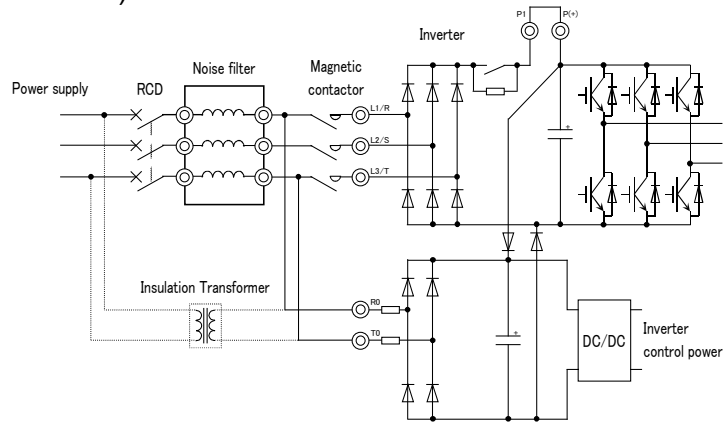 P1 P(+)
Inverter
Noise filter
Magnetic
contactor
Power supply
RCD
L1/R
L2/S
L3/T
+
Insulation Transformer
R0
T0
+
DC/DC
Inverter
control power